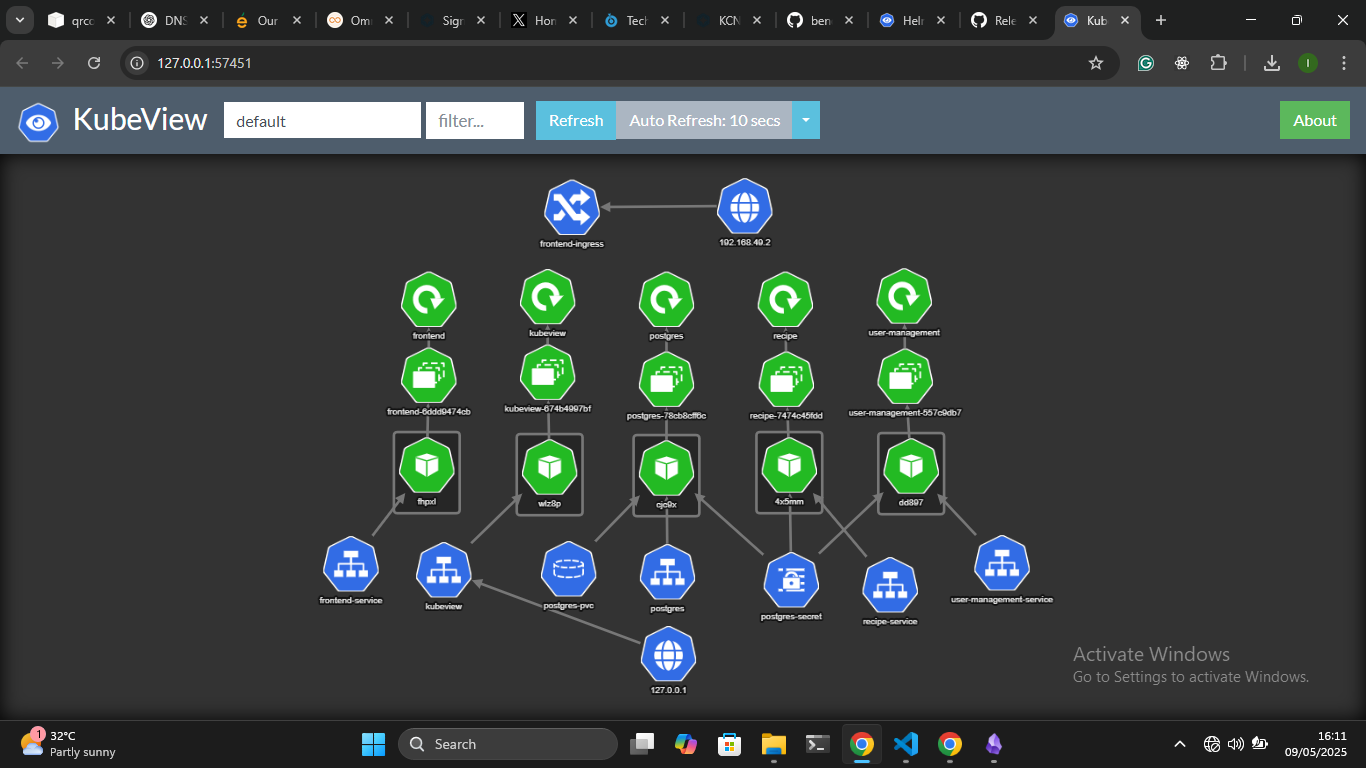 qrco
DNS
Our
Omi
Sign
Hon
Tech
KCN
ben
Heln
Rele
Kub
127.0.0.1:57451
I
KubeView
default
filter...
Refresh
Auto Refresh: 10 secs
About
frontend-ingress
192.168.49.2
frontend
kubeview
postgres
recipe
user-management
frontend-6ddd9474cb
kubeview-674b4997bf
postgres-78cb8cff6c
recipe-7474c45fdd
user-management-557c9db7
fhpxl
wlz8p
cjc9x
4x5mm
dd897
frontend-service
kubeview
postgres-pvc
postgres
postgres-secret
recipe-service
user-management-service
127.0.0.1
Activate Windows
Go to Settings to activate Windows.
1
32°C
Partly sunny
Search
16:11
09/05/2025